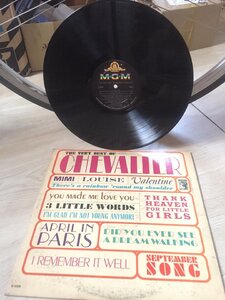 M-G-M
THE VERY BEST OF
CHEVALIER
MIMI LOUISE Valentine
There's a rainbow 'round my shoulder
you made me love you
3 LITTLE WORDS
I'M GLAD I'M NOT YOUNG ANYMORE
THANK
HEAVEN
FOR LITTLE
GIRLS
APRIL IN
PARIS
DID YOU EVER SEE
A DREAM WALKING
I REMEMBER IT WELL
SEPTEMBER
SONG